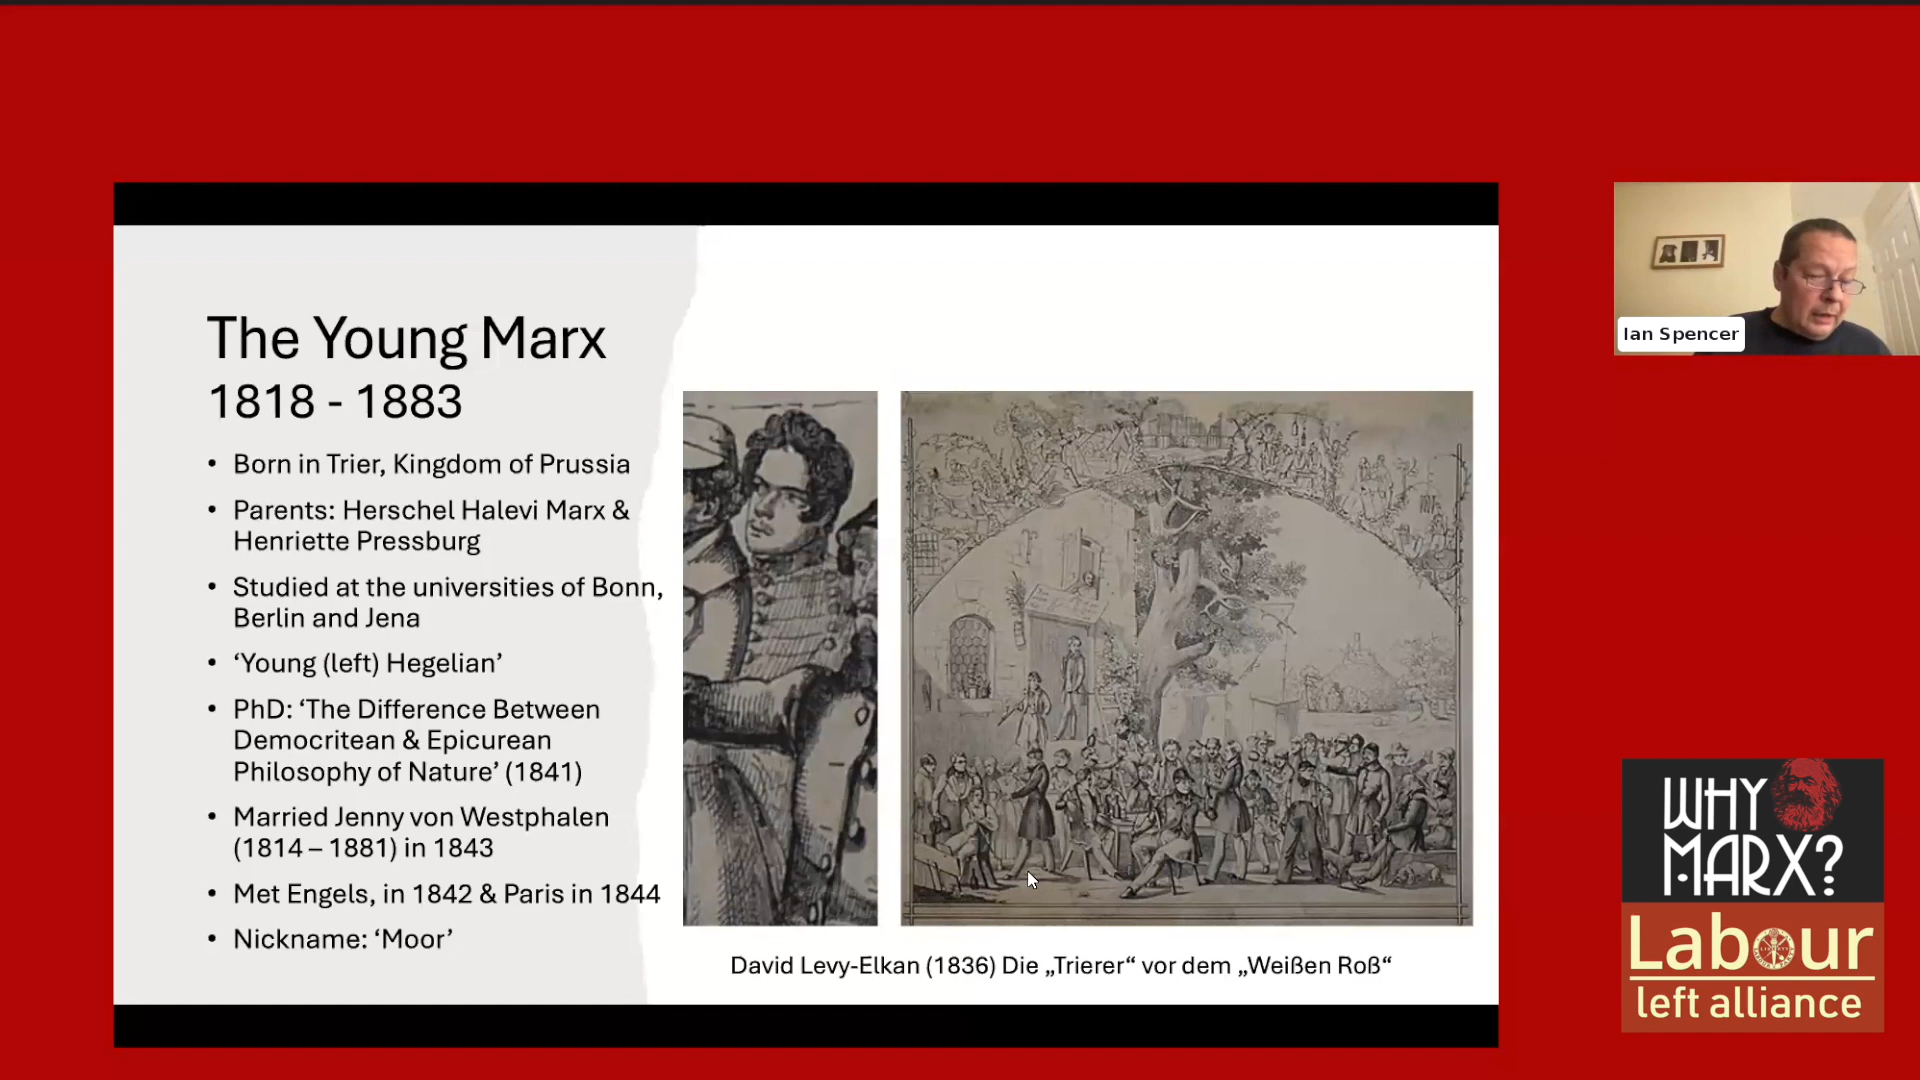 The Young Marx
1818 - 1883
• Born in Trier, Kingdom of Prussia
• Parents: Herschel Halevi Marx &
Henriette Pressburg
• Studied at the universities of Bonn,
Berlin and Jena
• ‘Young (left) Hegelian’
• PhD: ‘The Difference Between
Democritean & Epicurean
Philosophy of Nature’ (1841)
• Married Jenny von Westphalen
(1814 – 1881) in 1843
• Met Engels, in 1842 & Paris in 1844
• Nickname: ‘Moor’
David Levy-Elkan (1836) Die „Trierer“ vor dem „Weißen Roß“
Ian Spencer
WHY
MARX?
Labour
left alliance